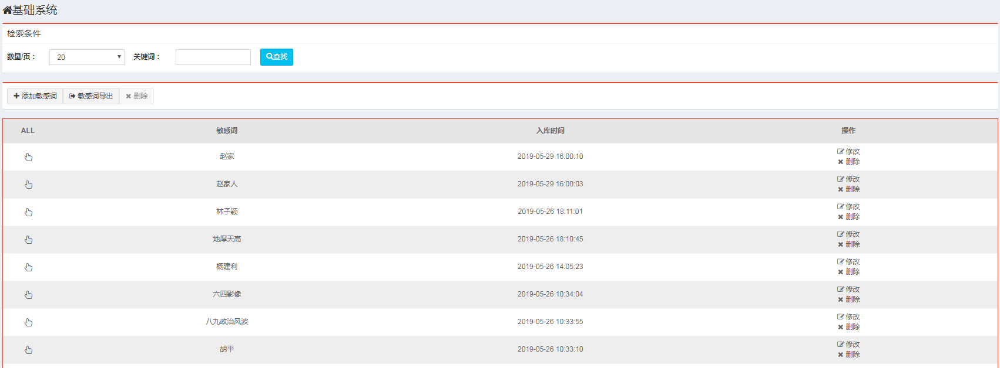 基础系统
检索条件
数量/页： 20 关键词： 查找
添加敏感词 敏感词导出 删除
ALL 敏感词 入库时间 操作
赵家 2019-05-29 16:00:10 修改
删除
赵家人 2019-05-29 16:00:03 修改
删除
林子颖 2019-05-26 18:11:01 修改
删除
地厚天高 2019-05-26 18:10:45 修改
删除
杨建利 2019-05-26 14:05:23 修改
删除
六四影像 2019-05-26 10:34:04 修改
删除
八九政治风波 2019-05-26 10:33:55 修改
删除
胡平 2019-05-26 10:33:10 修改
删除